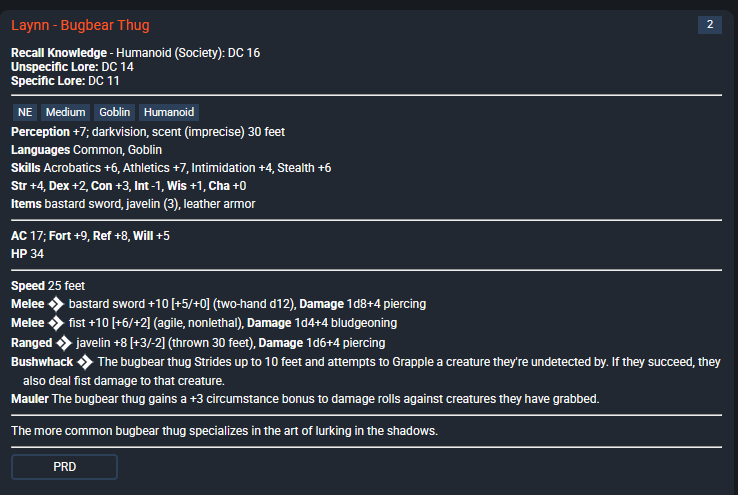 Laynn - Bugbear Thug 2
Recall Knowledge - Humanoid (Society): DC 16
Unspecific Lore: DC 14
Specific Lore: DC 11
NE Medium Goblin Humanoid
Perception +7; darkvision, scent (imprecise) 30 feet
Languages Common, Goblin
Skills Acrobatics +6, Athletics +7, Intimidation +4, Stealth +6
Str +4, Dex +2, Con +3, Int -1, Wis +1, Cha +0
Items bastard sword, javelin (3), leather armor
AC 17; Fort +9, Ref +8, Will +5
HP 34
Speed 25 feet
Melee bastard sword +10 [+5/+0] (two-hand d12), Damage 1d8+4 piercing
Melee fist +10 [+6/+2] (agile, nonlethal), Damage 1d4+4 bludgeoning
Ranged javelin +8 [+3/-2] (thrown 30 feet), Damage 1d6+4 piercing
Bushwhack The bugbear thug Strides up to 10 feet and attempts to Grapple a creature they're undetected by. If they succeed, they
also deal fist damage to that creature.
Mauler The bugbear thug gains a +3 circumstance bonus to damage rolls against creatures they have grabbed.
The more common bugbear thug specializes in the art of lurking in the shadows.
PRD